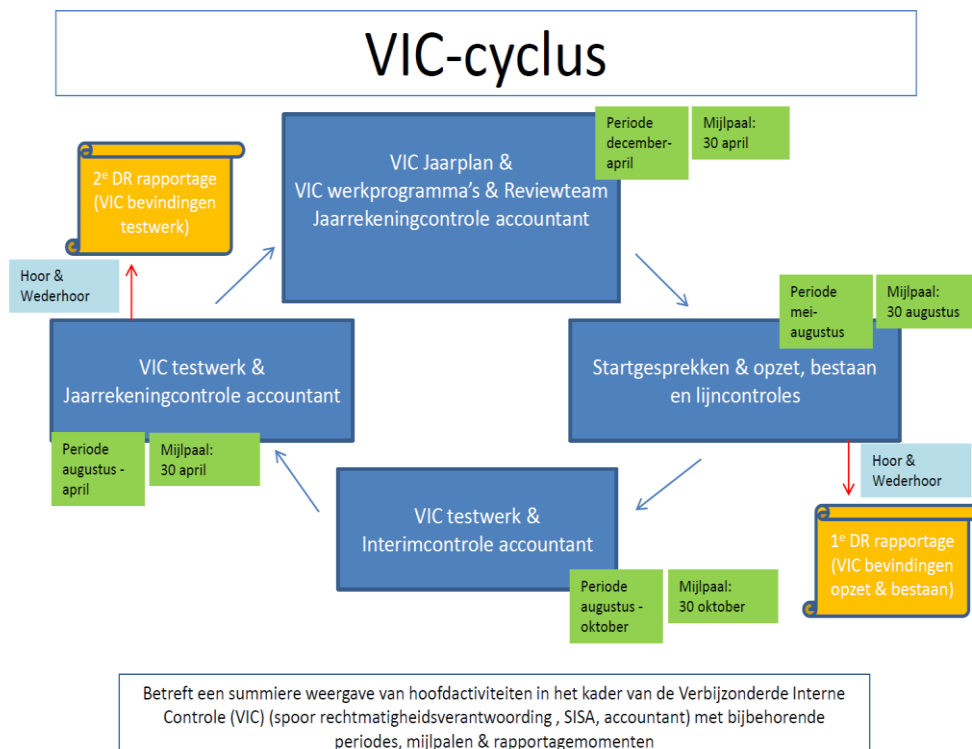 VIC-cyclus
VIC Jaarplan &
VIC werkprogramma's & Reviewteam
Jaarrekeningcontrole accountant
Periode
december-
april
Mijlpaal:
30 april
2e DR rapportage
(VIC bevindingen
testwerk)
Hoor &
Wederhoor
Periode
mei-
augustus
Mijlpaal:
30 augustus
Startgesprekken & opzet, bestaan
en lijncontroles
VIC testwerk &
Jaarrekeningcontrole accountant
Periode
augustus -
april
Mijlpaal:
30 april
Hoor &
Wederhoor
1e DR rapportage
(VIC bevindingen
opzet & bestaan)
VIC testwerk &
Interimcontrole accountant
Periode
augustus -
oktober
Mijlpaal:
30 oktober
Betreft een summiere weergave van hoofdactiviteiten in het kader van de Verbijzonderde Interne
Controle (VIC) (spoor rechtmatigheidsverantwoording , SISA, accountant) met bijbehorende
periodes, mijlpalen & rapportagemomenten